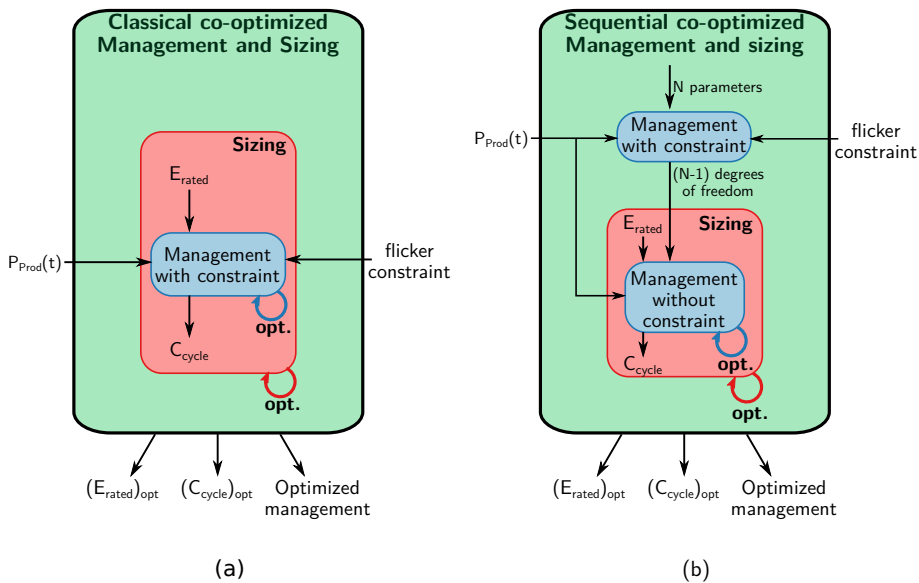 Classical co-optimized
Management and Sizing
Sizing
E_rated
P_Prod(t)
Management
with constraint
flicker
constraint
opt.
C_cycle
opt.
(E_rated)_opt
(C_cycle)_opt
Optimized
management
(a)
Sequential co-optimized
Management and sizing
N parameters
P_Prod(t)
Management
with constraint
flicker
constraint
(N-1) degrees
of freedom
E_rated
Sizing
Management
without
constraint
C_cycle
opt.
opt.
(E_rated)_opt
(C_cycle)_opt
Optimized
management
(b)